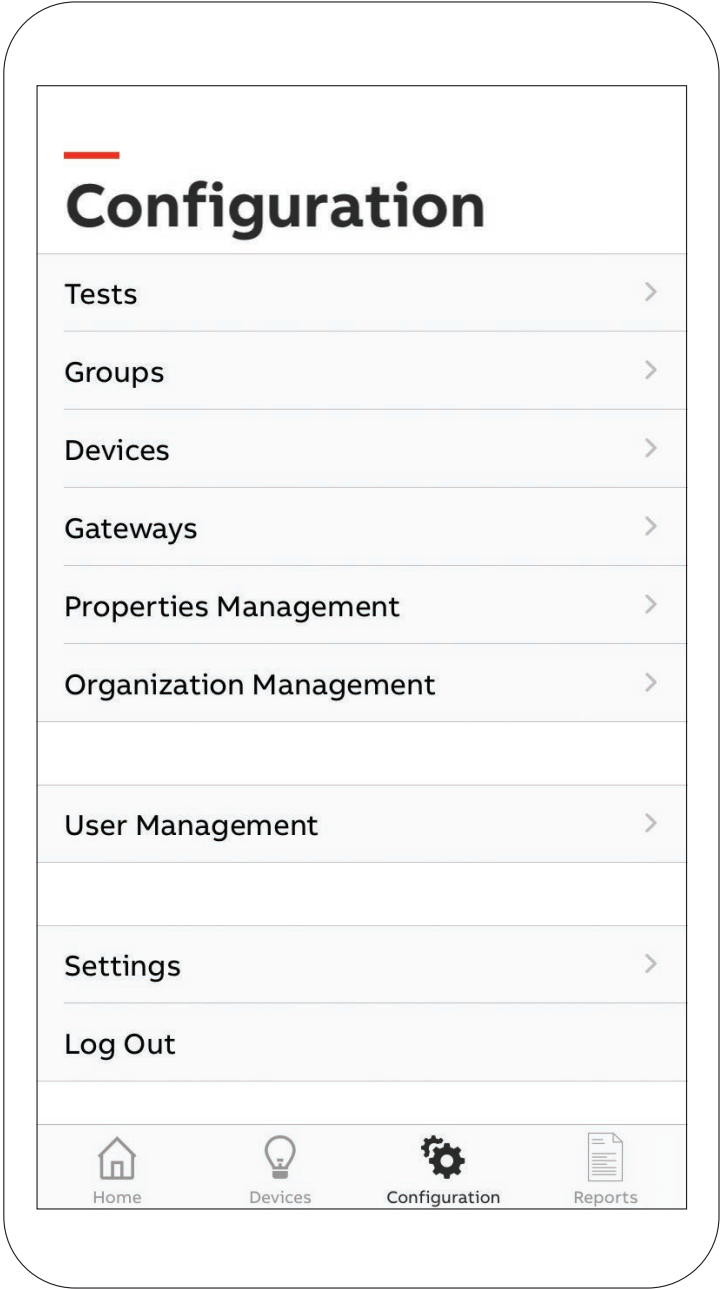 Configuration
Tests
Groups
Devices
Gateways
Properties Management
Organization Management
User Management
Settings
Log Out
Home
Devices
Configuration
Reports